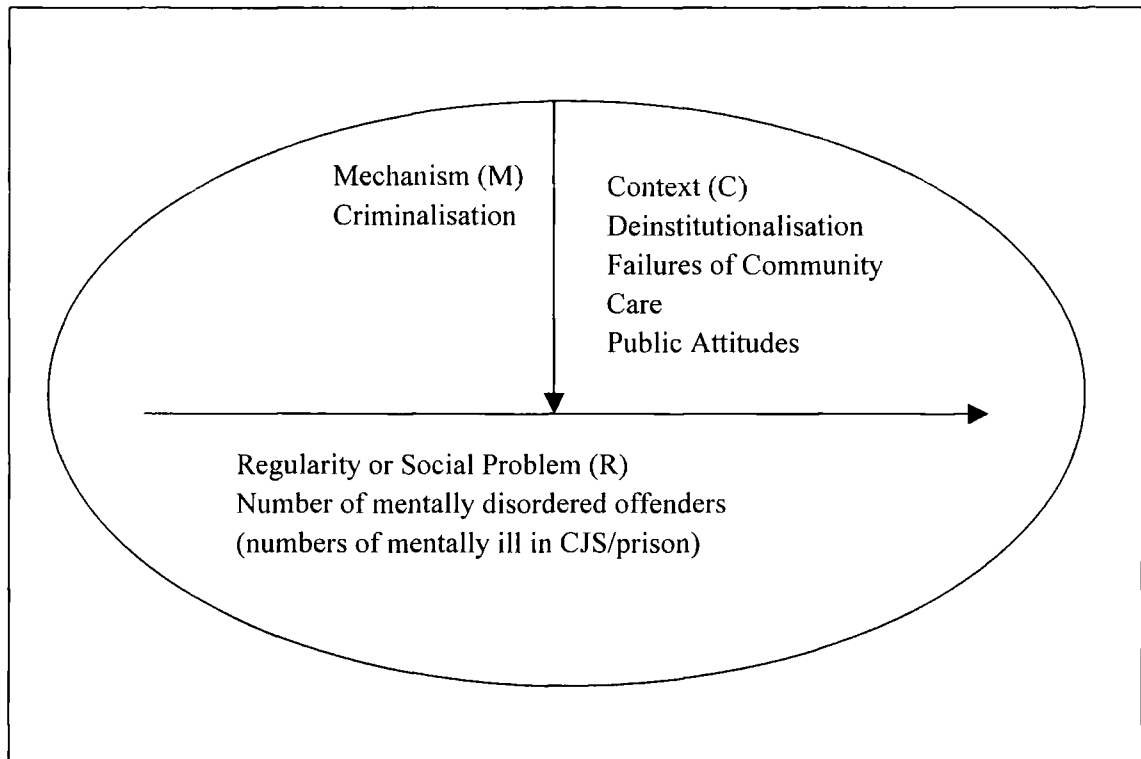 Mechanism (M)
Criminalisation
Context (C)
Deinstitutionalisation
Failures of Community
Care
Public Attitudes
Regularity or Social Problem (R)
Number of mentally disordered offenders
(numbers of mentally ill in CJS/prison)